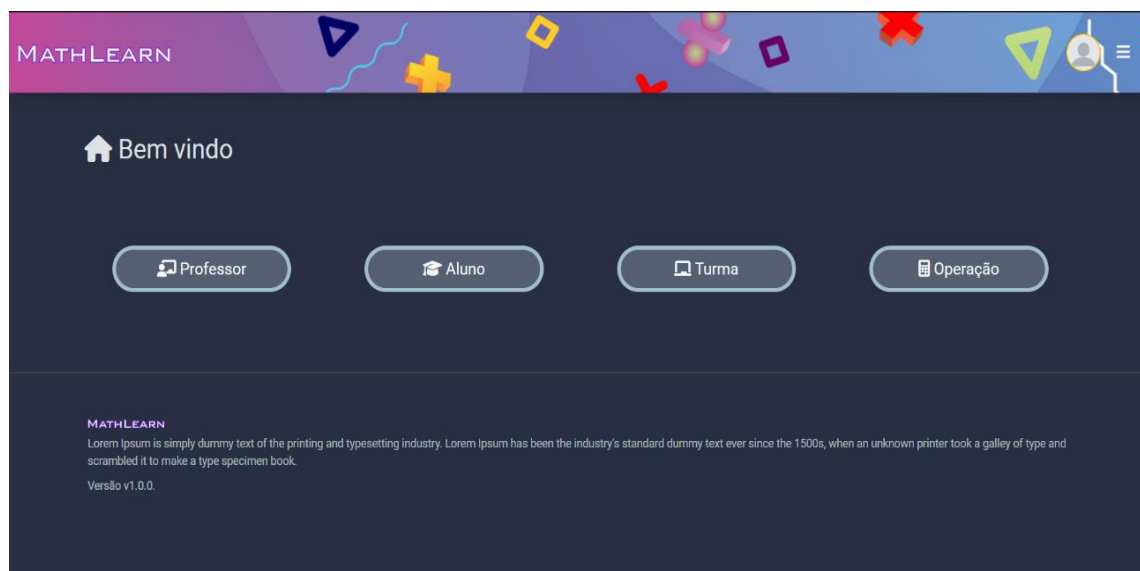 MATHLEARN
Bem vindo
Professor
Aluno
Turma
Operação
MATHLEARN
Lorem Ipsum is simply dummy text of the printing and typesetting industry. Lorem Ipsum has been the industry's standard dummy text ever since the 1500s, when an unknown printer took a galley of type and
scrambled it to make a type specimen book.
Versão v1.0.0.